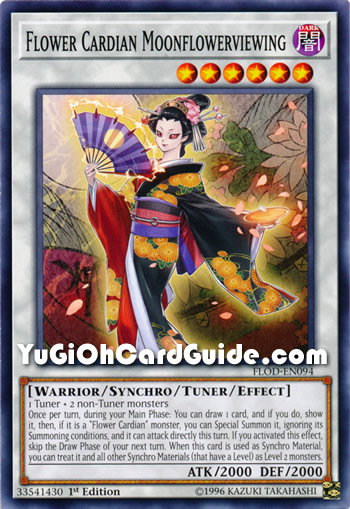 Flower Cardian Moonflowerviewing
DARK
闇
YuGiOhCardGuide.com
FLOD-EN094
[Warrior/Synchro/Tuner/Effect]
1 Tuner + 2 non-Tuner monsters
Once per turn, during your Main Phase: You can draw 1 card, and if you do, show
it, then, if it is a "Flower Cardian" monster, you can Special Summon it, ignoring its
Summoning conditions, and it can attack directly this turn. If you activated this effect,
skip the Draw Phase of your next turn. When this card is used as Synchro Material,
you can treat it and all other Synchro Materials (that have a Level) as Level 2 monsters.
ATK/2000 DEF/2000
33541430 1st Edition ©1996 KAZUKI TAKAHASHI